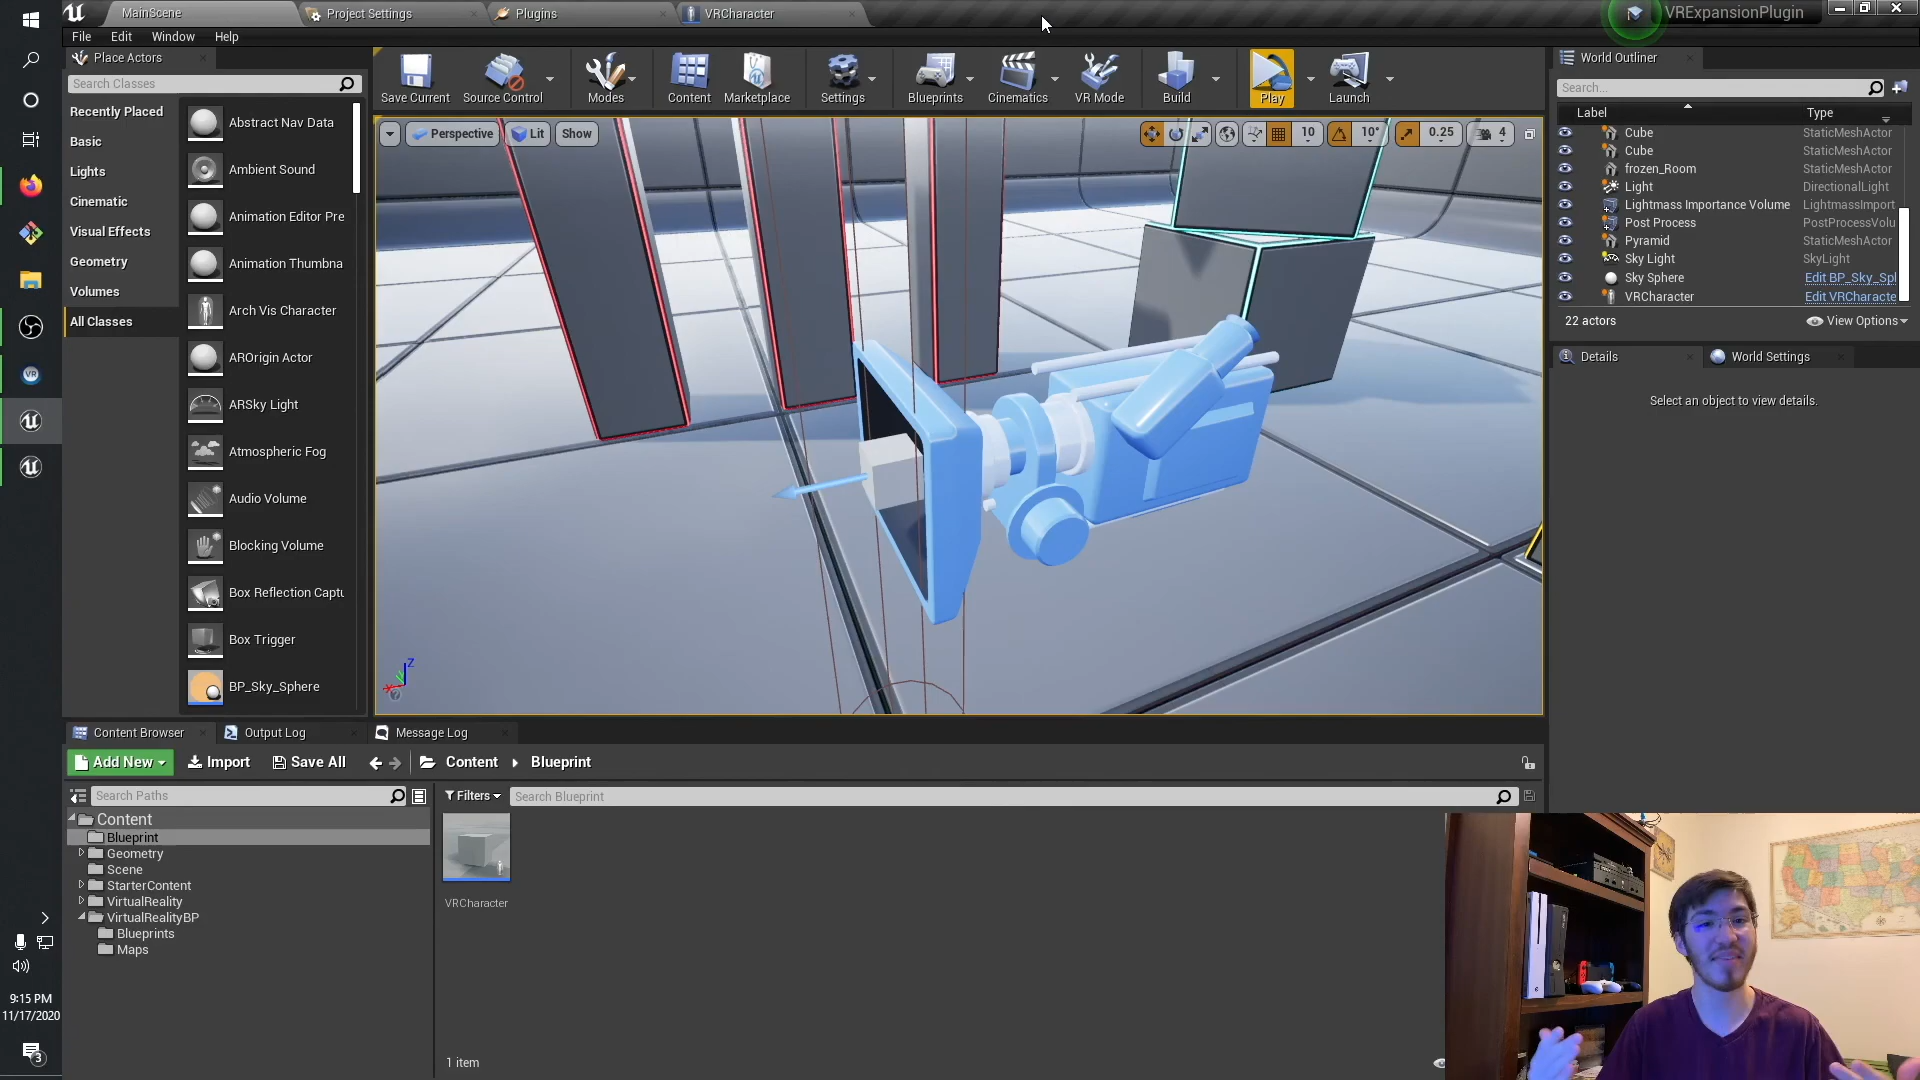 MainScene
Project Settings
Plugins
VRCharacter
VRExpansionPlugin
File
Edit
Window
Help
Place Actors
Search Classes
Recently Placed
Basic
Lights
Cinematic
Visual Effects
Geometry
Volumes
All Classes
Abstract Nav Data
Ambient Sound
Animation Editor Pre
Animation Thumbna
Arch Vis Character
AROrigin Actor
ARSky Light
Atmospheric Fog
Audio Volume
Blocking Volume
Box Reflection Captu
Box Trigger
BP_Sky_Sphere
Save Current
Source Control
Modes
Content
Marketplace
Settings
Blueprints
Cinematics
VR Mode
Build
Play
Launch
Perspective
Lit
Show
10
10°
0.25
4
Z
World Outliner
Search...
Label
Type
Cube
StaticMeshActor
Cube
StaticMeshActor
frozen_Room
StaticMeshActor
Light
DirectionalLight
Lightmass Importance Volume
LightmassImport
Post Process
PostProcessVolu
Pyramid
StaticMeshActor
Sky Light
SkyLight
Sky Sphere
Edit BP_Sky_Spl
VRCharacter
Edit VRCharacte
22 actors
View Options
Details
World Settings
Select an object to view details.
Content Browser
Output Log
Message Log
Add New
Import
Save All
Content
Blueprint
Search Paths
Filters
Search Blueprint
Content
Blueprint
Geometry
Scene
StarterContent
VirtualReality
VirtualRealityBP
Blueprints
Maps
VRCharacter
1 item
VR
9:15 PM
11/17/2020
3